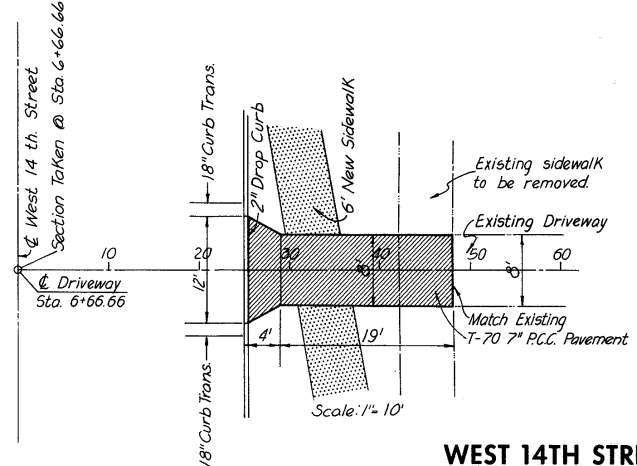 ℄ West 14 th. Street
Section Taken @ Sta. 6+66.66
18" Curb Trans.
2" Drop Curb
6' New Sidewalk
Existing sidewalk
to be removed.
Existing Driveway
10
20
30
40
50
60
℄ Driveway
Sta. 6+66.66
12'
8'
8'
Match Existing
T-70 7" P.C.C. Pavement
4'
19'
18" Curb Trans.
Scale: 1"= 10'
WEST 14TH STRE